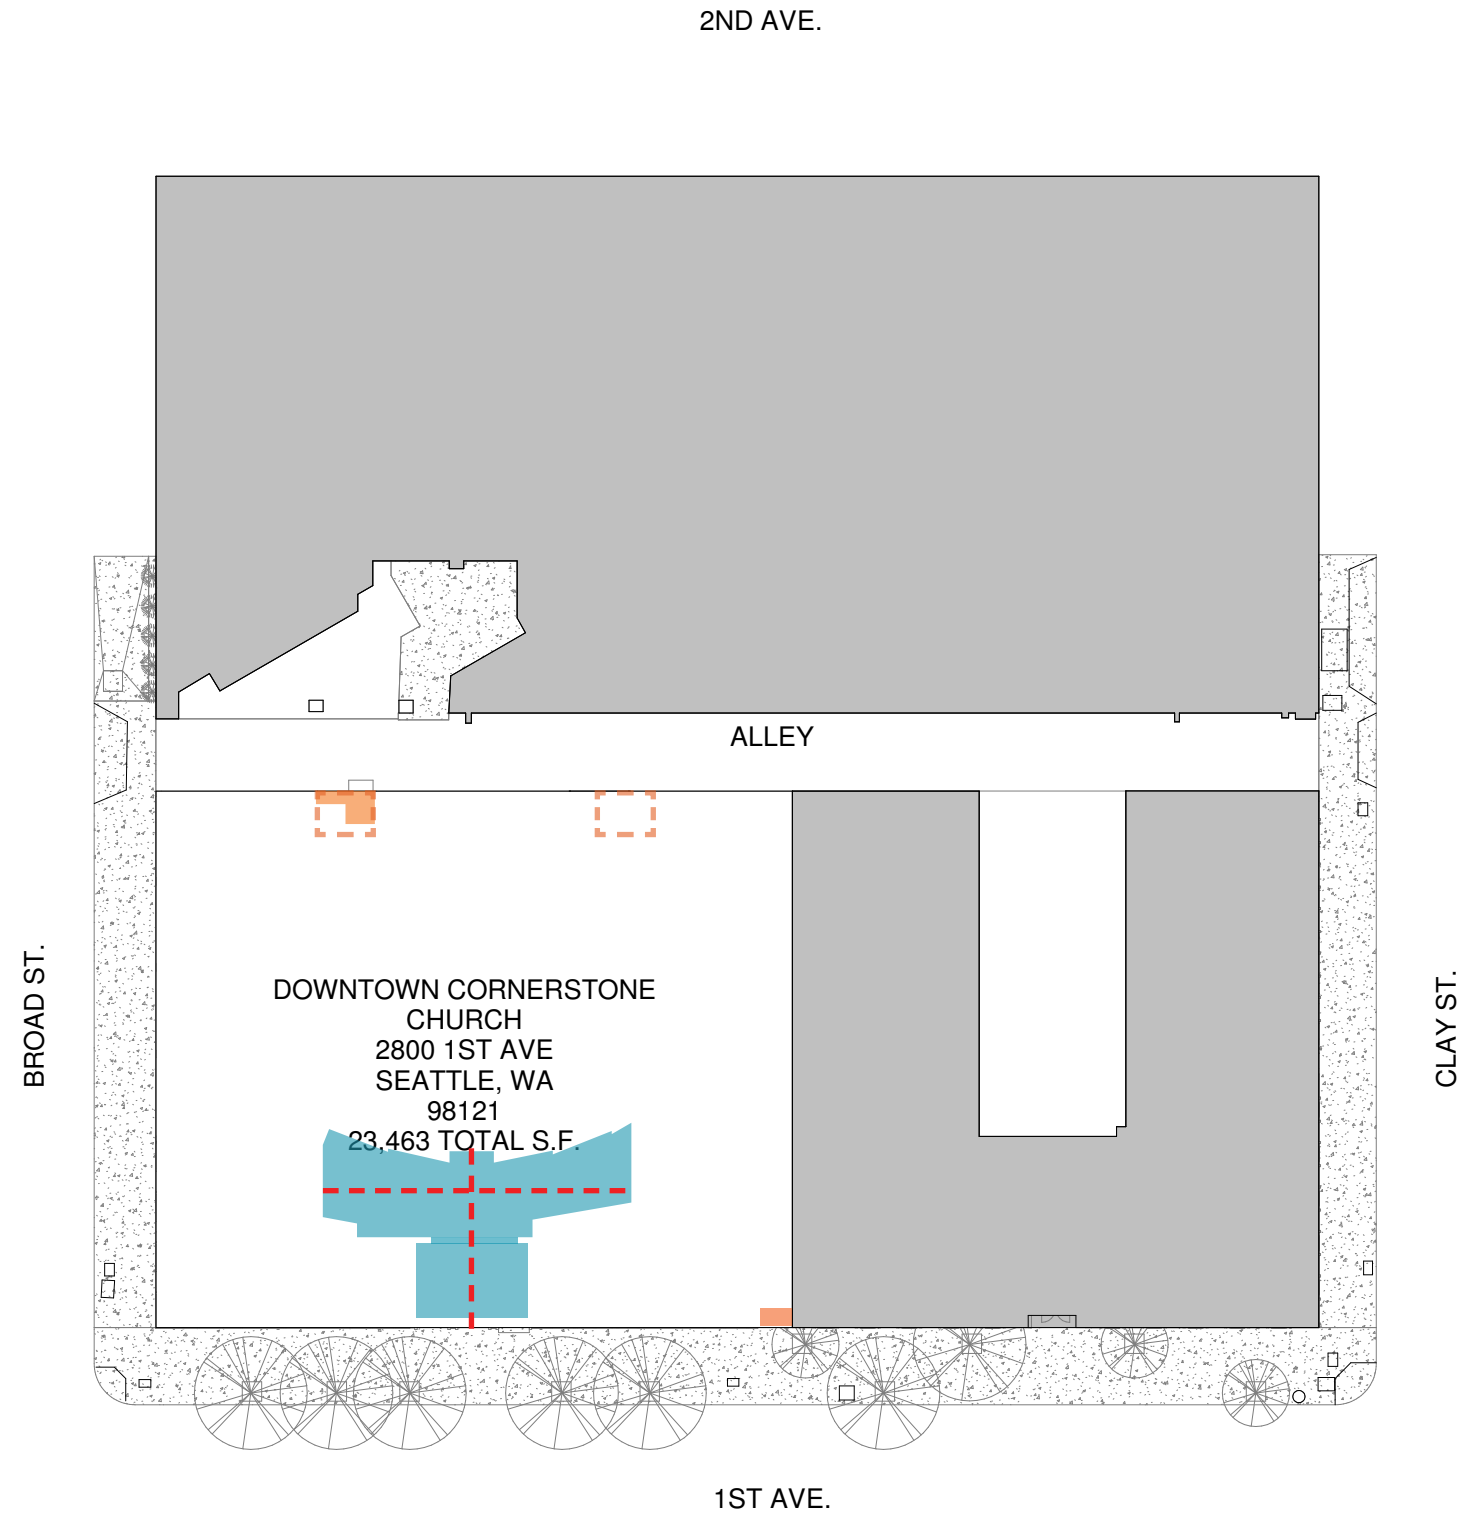 2ND AVE.
ALLEY
BROAD ST.
DOWNTOWN CORNERSTONE
CHURCH
2800 1ST AVE
SEATTLE, WA
98121
23,463 TOTAL S.F.
CLAY ST.
1ST AVE.